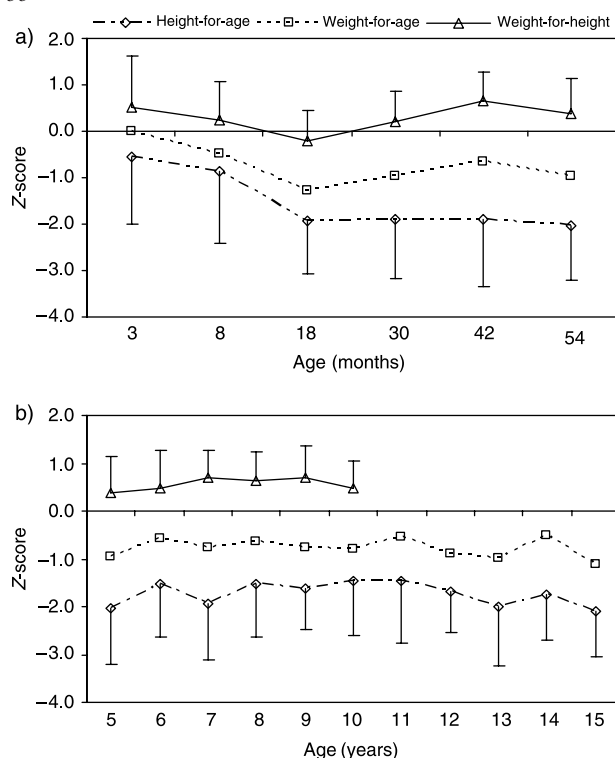 Height-for-age Weight-for-age Weight-for-height
a)
2.0
1.0
0.0
−1.0
−2.0
−3.0
−4.0
Z-score
3 8 18 30 42 54
Age (months)
b)
2.0
1.0
0.0
−1.0
−2.0
−3.0
−4.0
Z-score
5 6 7 8 9 10 11 12 13 14 15
Age (years)